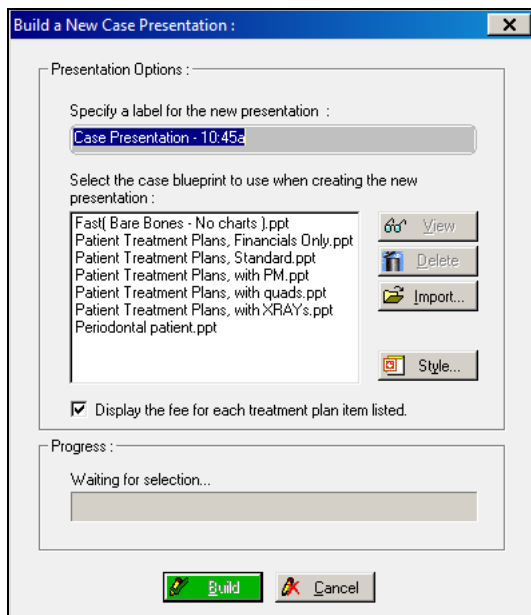 Build a New Case Presentation :
Presentation Options :
Specify a label for the new presentation :
Case Presentation - 10:45a
Select the case blueprint to use when creating the new
presentation :
Fast( Bare Bones - No charts ).ppt
Patient Treatment Plans, Financials Only.ppt
Patient Treatment Plans, Standard.ppt
Patient Treatment Plans, with PM.ppt
Patient Treatment Plans, with quads.ppt
Patient Treatment Plans, with XRAYs.ppt
Periodontal patient.ppt
View
Delete
Import...
Style...
Display the fee for each treatment plan item listed.
Progress :
Waiting for selection...
Build
Cancel